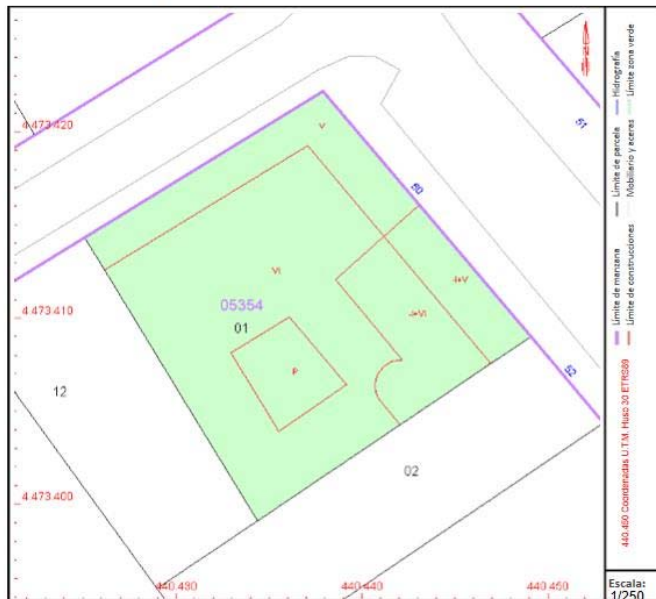 4 473 420
V
60
51
VI
-I+V
05354
4 473 410
01
-I+VI
P
52
12
02
4 473 400
440 430
440 440
440 450
Límite de manzana
Límite de parcela
Hidrografía
Límite de construcciones
Mobiliario y aceras
Límite zona verde
440.450 Coordenadas U.T.M. Huso 30 ETRS89
Escala:
1/250